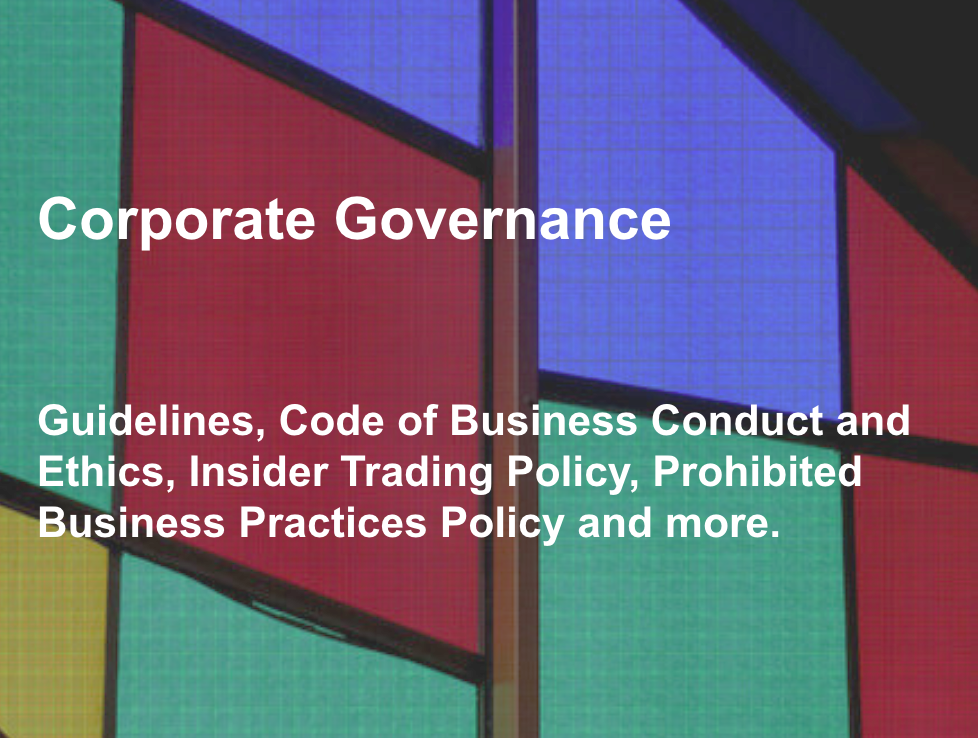 Corporate Governance
Guidelines, Code of Business Conduct and
Ethics, Insider Trading Policy, Prohibited
Business Practices Policy and more.